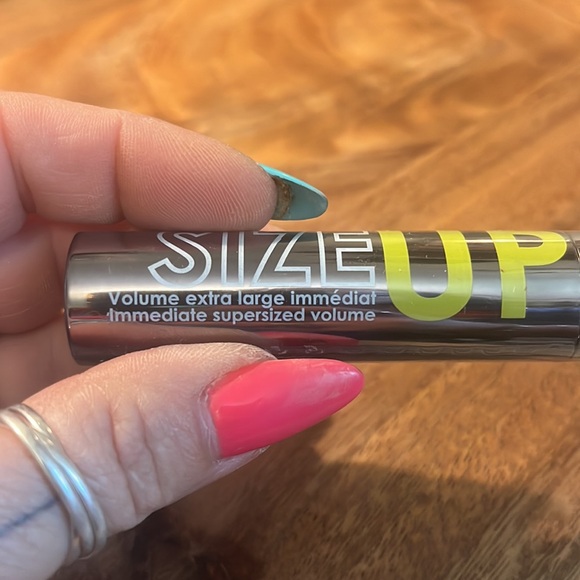 SIZE UP
Volume extra large immédiat
Immediate supersized volume